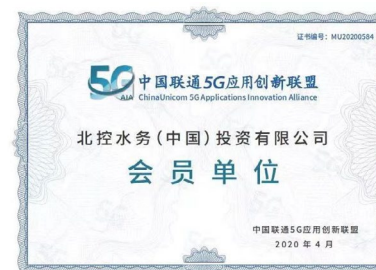 证书编号：MU20200584
5G
AIA
中国联通5G应用创新联盟
ChinaUnicom 5G Applications Innovation Alliance
北控水务（中国）投资有限公司
会员单位
中国联通5G应用创新联盟
2020年4月